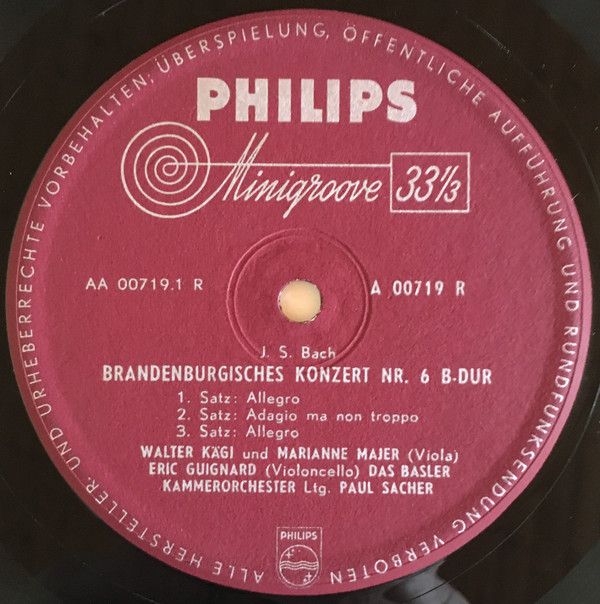 ALLE HERSTELLER- UND URHEBERRECHTE VORBEHALTEN; ÜBERSPIELUNG, ÖFFENTLICHE AUFFÜHRUNG UND RUNDFUNKSENDUNG VERBOTEN
PHILIPS
Minigroove 33⅓
AA 00719.1 R
A 00719 R
J. S. Bach
BRANDENBURGISCHES KONZERT NR. 6 B-DUR
1. Satz: Allegro
2. Satz: Adagio ma non troppo
3. Satz: Allegro
WALTER KÄGI und MARIANNE MAJER (Viola)
ERIC GUIGNARD (Violoncello) DAS BASLER
KAMMERORCHESTER Ltg. PAUL SACHER
PHILIPS